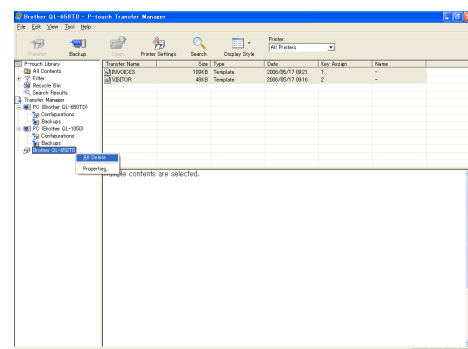 Brother QL-650TD - P-touch Transfer Manager
File Edit View Tool Help
Transfer Backup Open Printer Settings Search Display Style Printer: All Printers
P-touch Library
All Contents
Filter
Recycle Bin
Search Results
Transfer Manager
PC (Brother QL-650TD)
Configurations
Backups
PC (Brother QL-1050)
Configurations
Backups
Brother QL-650TD
All Delete
Properties...
Transfer Name Size Type Date Key Assign Name
INVOICES 189KB Template 2006/05/17 09:21 1 -
VISITOR 48KB Template 2006/05/17 09:16 2 -
contents are selected.